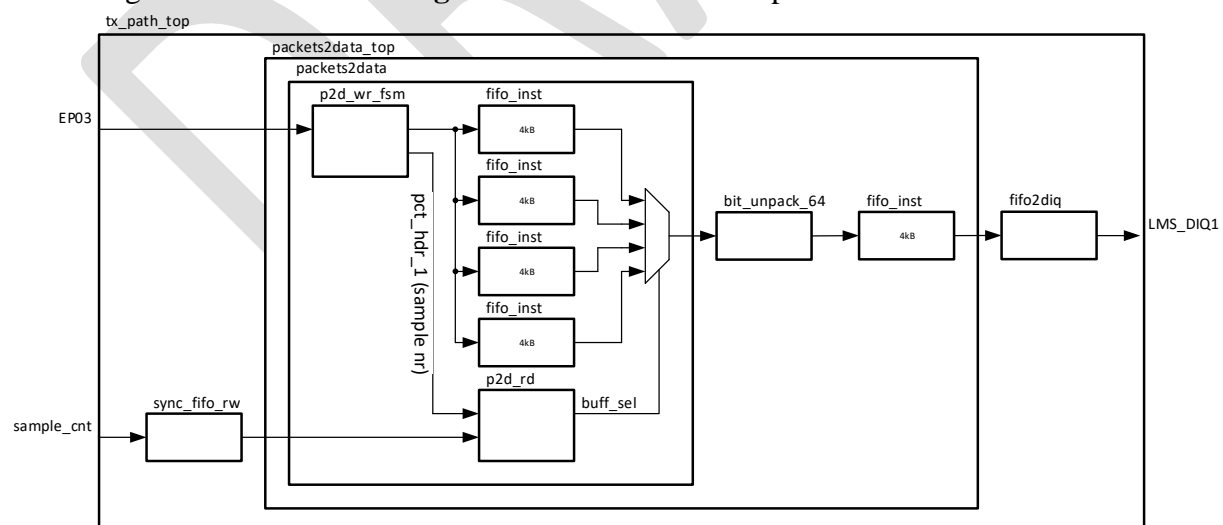 tx_path_top
packets2data_top
packets2data
p2d_wr_fsm
fifo_inst
EP03
4kB
fifo_inst
4kB
pct_hdr_1 (sample nr)
bit_unpack_64
fifo_inst
fifo2diq
4kB
LMS_DIQ1
fifo_inst
4kB
fifo_inst
4kB
p2d_rd
buff_sel
sync_fifo_rw
sample_cnt